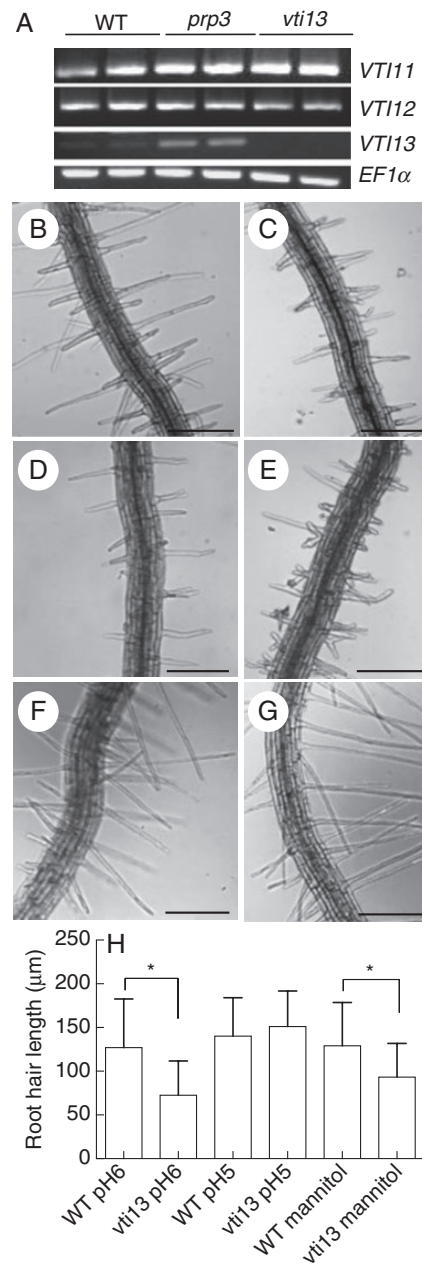 A
WT prp3 vti13
VTI11
VTI12
VTI13
EF1α
B
C
D
E
F
G
H
Root hair length (μm)
250
200
150
100
50
0
*
*
WT pH6
vti13 pH6
WT pH5
vti13 pH5
WT mannitol
vti13 mannitol